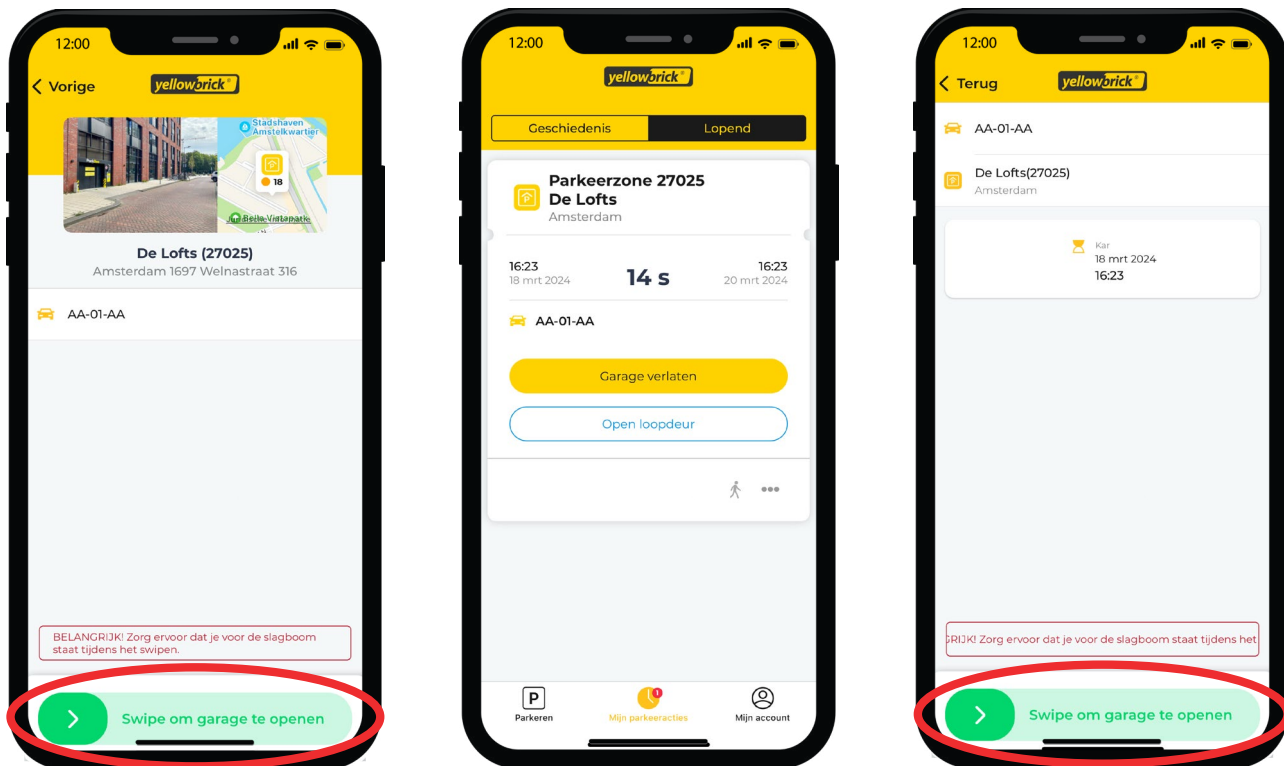 12:00
Vorige
yellowbrick®
Stadshaven
Amstelkwartier
18
Bella Vistapark
Juridische informatie
De Lofts (27025)
Amsterdam 1697 Welnastraat 316
AA-01-AA
BELANGRIJK! Zorg ervoor dat je voor de slagboom
staat tijdens het swipen.
Swipe om garage te openen
12:00
yellowbrick®
Geschiedenis Lopend
Parkeerzone 27025
De Lofts
Amsterdam
16:23 14 s 16:23
18 mrt 2024 20 mrt 2024
AA-01-AA
Garage verlaten
Open loopdeur
P 1
Parkeren Mijn parkeeracties Mijn account
12:00
Terug
yellowbrick®
AA-01-AA
De Lofts(27025)
Amsterdam
Kar
18 mrt 2024
16:23
GRIJK! Zorg ervoor dat je voor de slagboom staat tijdens het
Swipe om garage te openen